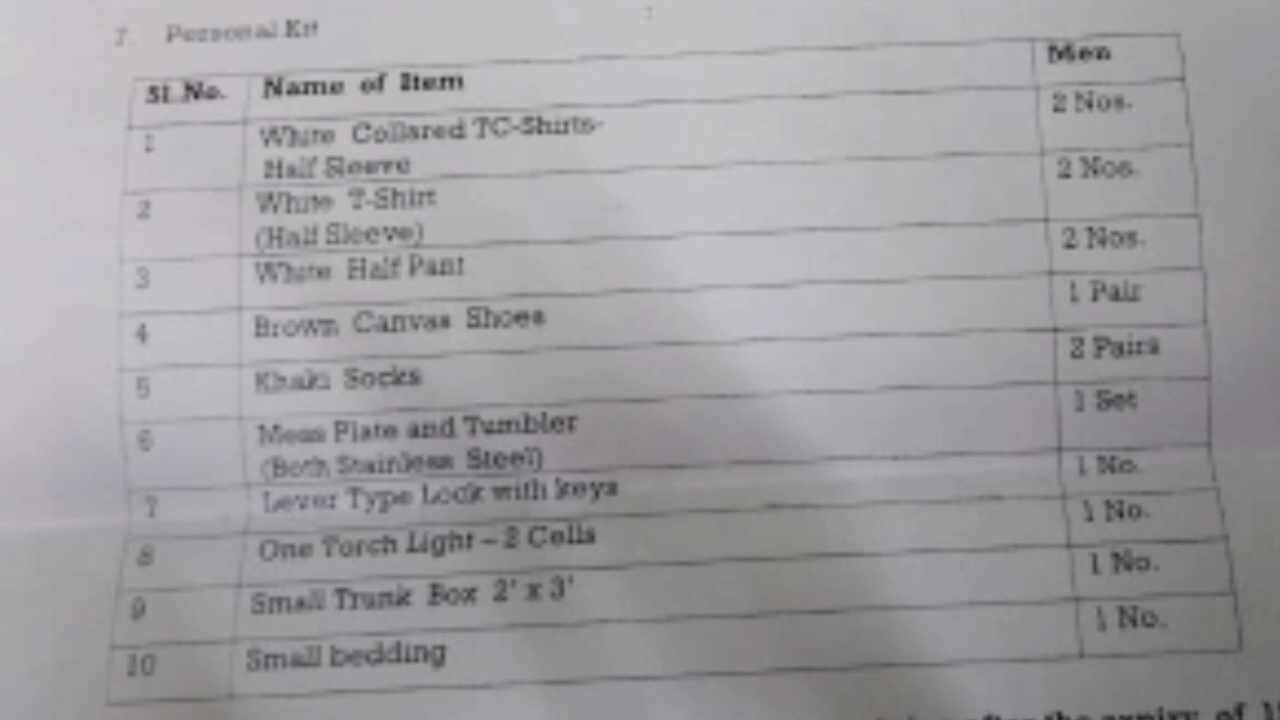 7. Personal Kit
Sl.No. Name of Item Men
1 White Collared TC-Shirts- 2 Nos.
Half Sleeve
2 White T-Shirt 2 Nos.
(Half Sleeve)
3 White Half Pant 2 Nos.
4 Brown Canvas Shoes 1 Pair
5 Khaki Socks 2 Pairs
6 Mess Plate and Tumbler 1 Set
(Both Stainless Steel)
7 Lever Type Lock with keys 1 No.
8 One Torch Light – 2 Cells 1 No.
9 Small Trunk Box 2' x 3' 1 No.
10 Small bedding 1 No.
after the expiry of